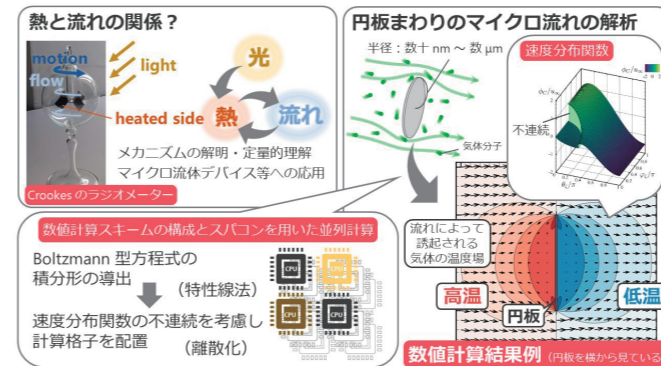 熱と流れの関係？
motion
flow
light
heated side
光
熱
流れ
メカニズムの解明・定量的理解
マイクロ流体デバイス等への応用
Crookes のラジオメーター
円板まわりのマイクロ流れの解析
半径：数十 nm ～ 数 μm
気体分子
速度分布関数
不連続
流れによって
誘起される
気体の温度場
高温
低温
円板
数値計算結果例（円板を横から見ている）
数値計算スキームの構成とスパコンを用いた並列計算
Boltzmann 型方程式の
積分形の導出
（特性線法）
速度分布関数の不連続を考慮し
計算格子を配置
（離散化）
CPU
CPU
CPU
CPU